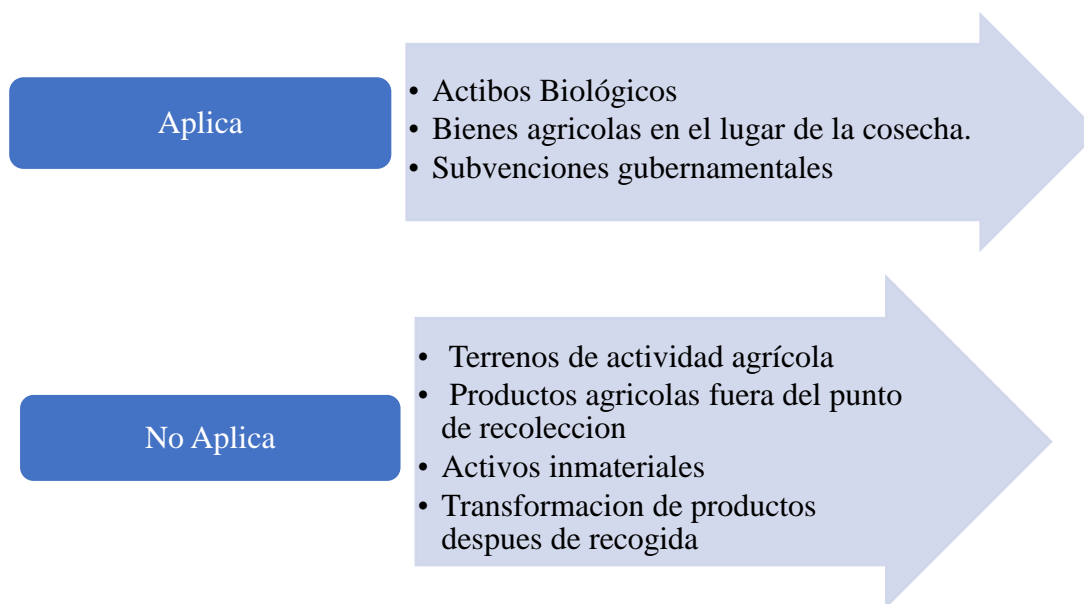 Aplica
• Actibos Biológicos
• Bienes agricolas en el lugar de la cosecha.
• Subvenciones gubernamentales
No Aplica
• Terrenos de actividad agrícola
• Productos agricolas fuera del punto
de recoleccion
• Activos inmateriales
• Transformacion de productos
despues de recogida